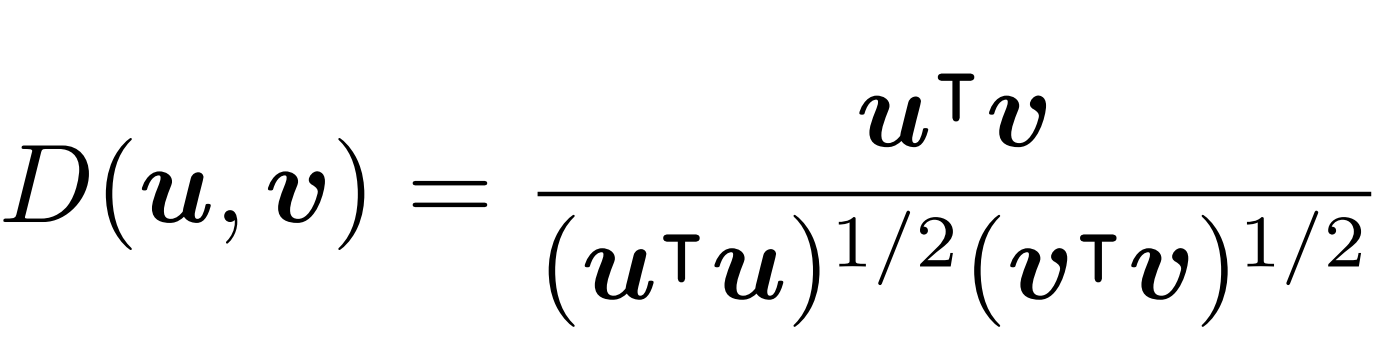 D(u, v) = u⊤v / (u⊤u)^{1/2}(v⊤v)^{1/2}